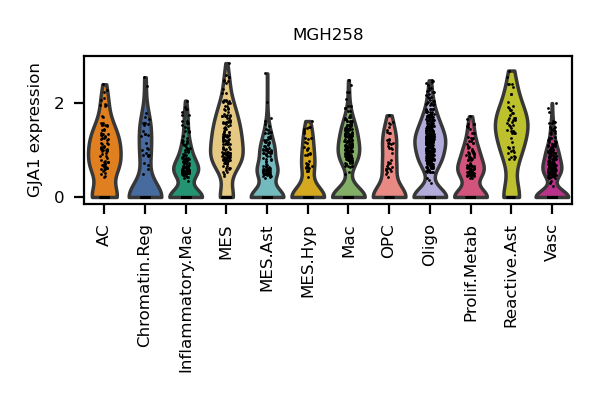 MGH258
GJA1 expression
2
0
AC
Chromatin.Reg
Inflammatory.Mac
MES
MES.Ast
MES.Hyp
Mac
OPC
Oligo
Prolif.Metab
Reactive.Ast
Vasc